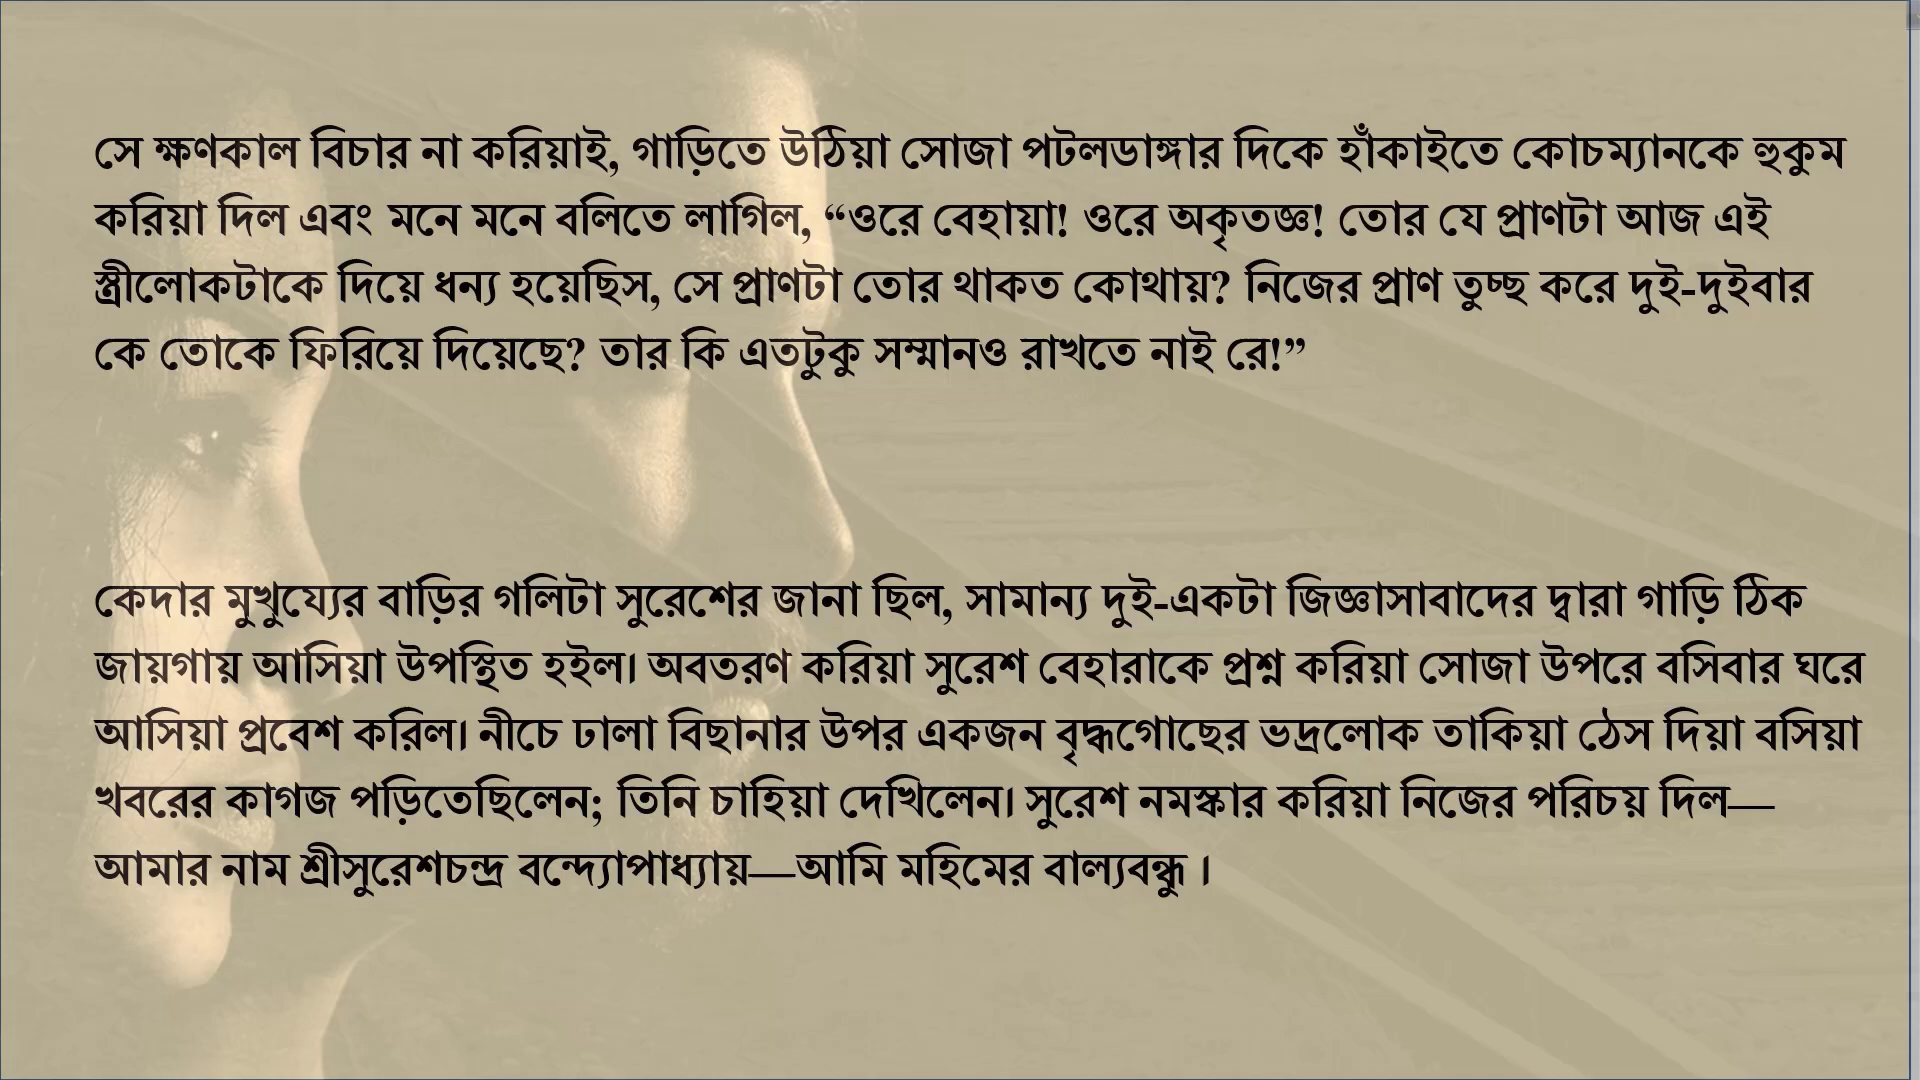 সে ক্ষণকাল বিচার না করিয়াই, গাড়িতে উঠিয়া সোজা পটলডাঙ্গার দিকে হাঁকাইতে কোচম্যানকে হুকুম
করিয়া দিল এবং মনে মনে বলিতে লাগিল, “ওরে বেহায়া! ওরে অকৃতজ্ঞ! তোর যে প্রাণটা আজ এই
স্ত্রীলোকটাকে দিয়ে ধন্য হয়েছিস, সে প্রাণটা তোর থাকত কোথায়? নিজের প্রাণ তুচ্ছ করে দুই-দুইবার
কে তোকে ফিরিয়ে দিয়েছে? তার কি এতটুকু সম্মানও রাখতে নাই রে!”
কেদার মুখুয্যের বাড়ির গলিটা সুরেশের জানা ছিল, সামান্য দুই-একটা জিজ্ঞাসাবাদের দ্বারা গাড়ি ঠিক
জায়গায় আসিয়া উপস্থিত হইল। অবতরণ করিয়া সুরেশ বেহারাকে প্রশ্ন করিয়া সোজা উপরে বসিবার ঘরে
আসিয়া প্রবেশ করিল। নীচে ঢালা বিছানার উপর একজন বৃদ্ধগোছের ভদ্রলোক তাকিয়া ঠেস দিয়া বসিয়া
খবরের কাগজ পড়িতেছিলেন; তিনি চাহিয়া দেখিলেন। সুরেশ নমস্কার করিয়া নিজের পরিচয় দিল—
আমার নাম শ্রীসুরেশচন্দ্র বন্দ্যোপাধ্যায়—আমি মহিমের বাল্যবন্ধু ।